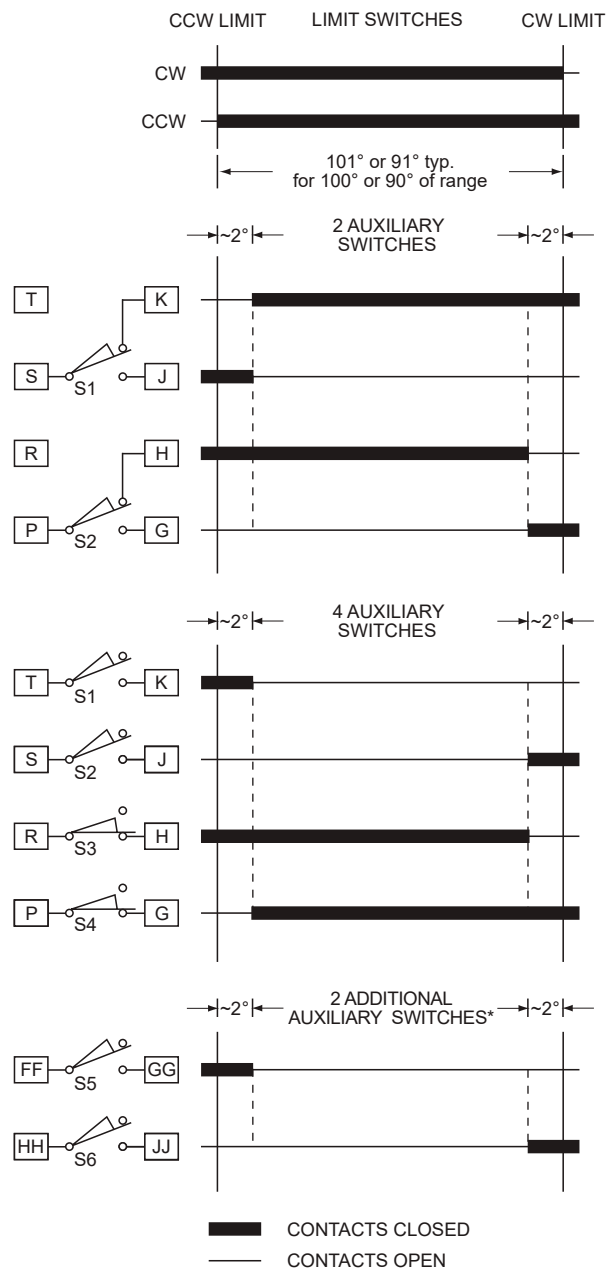 CCW LIMIT LIMIT SWITCHES CW LIMIT
CW
CCW
101° or 91° typ.
for 100° or 90° of range
~2° 2 AUXILIARY ~2°
SWITCHES
T K
S S1 J
R H
P S2 G
~2° 4 AUXILIARY ~2°
SWITCHES
T S1 K
S S2 J
R S3 H
P S4 G
~2° 2 ADDITIONAL ~2°
AUXILIARY SWITCHES*
FF S5 GG
HH S6 JJ
CONTACTS CLOSED
CONTACTS OPEN